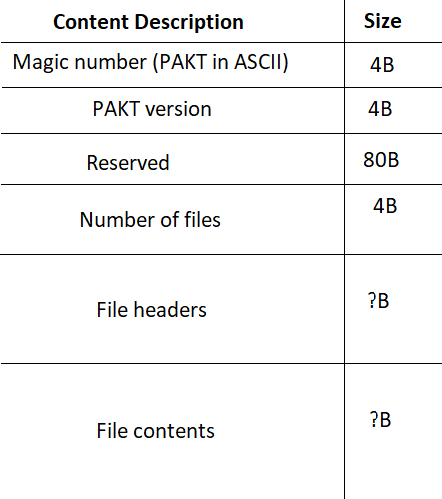 Content Description Size
Magic number (PAKT in ASCII) 4B
PAKT version 4B
Reserved 80B
Number of files 4B
File headers ?B
File contents ?B